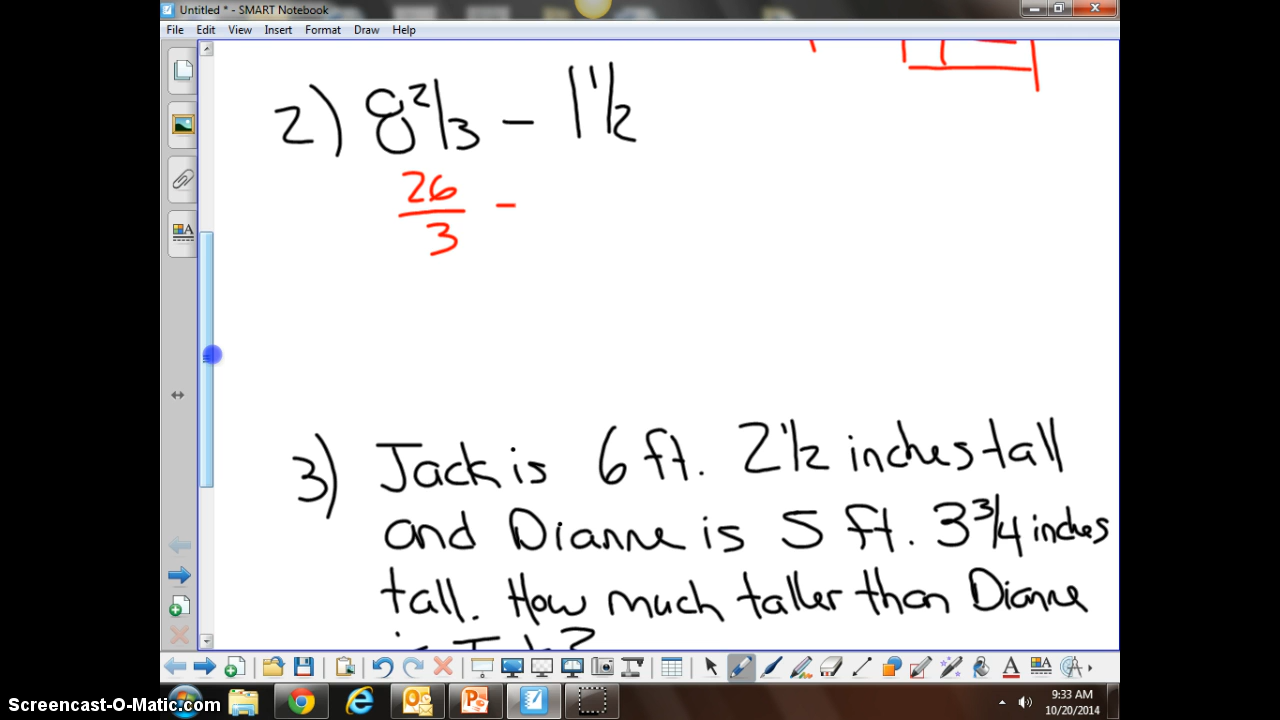 Untitled * - SMART Notebook
File Edit View Insert Format Draw Help
2) 8 2/3 - 1 1/2
26/3 -
3) Jack is 6 ft. 2 1/2 inches tall
and Dianne is 5 ft. 3 3/4 inches
tall. How much taller than Dianne
9:33 AM
10/20/2014
Screencast-O-Matic.com